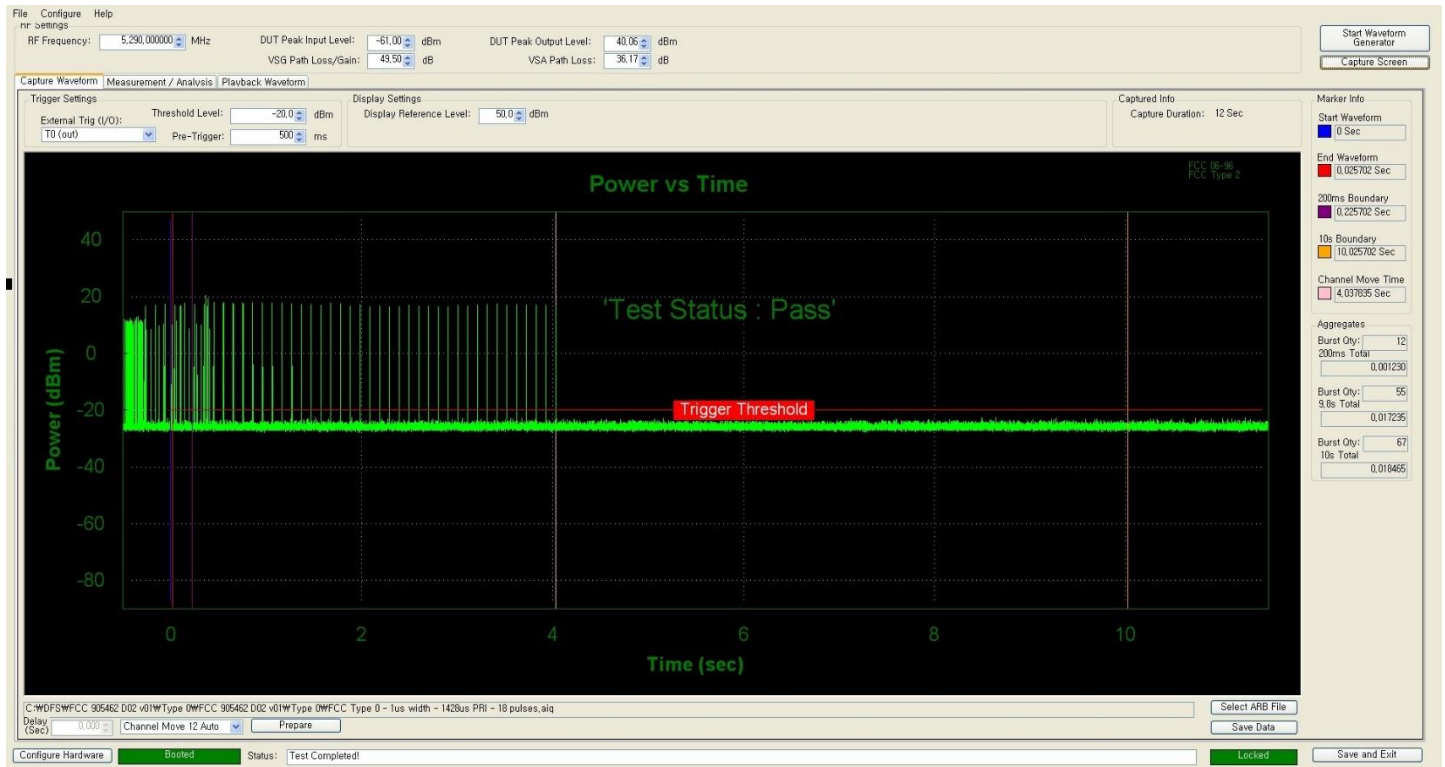 File Configure Help
RF Settings
RF Frequency: 5,290,000000 MHz DUT Peak Input Level: -61,00 dBm DUT Peak Output Level: 40,06 dBm
VSG Path Loss/Gain: 49,50 dB VSA Path Loss: 36,17 dB
Start Waveform Generator
Capture Screen
Capture Waveform Measurement / Analysis Playback Waveform
Trigger Settings
External Trig (I/O):
T0 (out)
Threshold Level: -20,0 dBm
Pre-Trigger: 500 ms
Display Settings
Display Reference Level: 50,0 dBm
Captured Info
Capture Duration: 12 Sec
Marker Info
Start Waveform
0 Sec
End Waveform
0,025702 Sec
200ms Boundary
0,225702 Sec
10s Boundary
10,025702 Sec
Channel Move Time
4,037835 Sec
Aggregates
Burst Qty: 12
200ms Total
0,001230
Burst Qty: 55
9,8s Total
0,017235
Burst Qty: 67
10s Total
0,018465
FCC 06-96
FCC Type 2
Power vs Time
'Test Status : Pass'
Trigger Threshold
Power (dBm)
40
20
0
-20
-40
-60
-80
0 2 4 6 8 10
Time (sec)
C:₩DFS₩FCC 905462 D02 v01₩Type 0₩FCC 905462 D02 v01₩Type 0₩FCC Type 0 - 1us width - 1428us PRI - 18 pulses,aiq
Select ARB File
Delay (Sec) 0,000 Channel Move 12 Auto Prepare
Save Data
Configure Hardware Booted Status: Test Completed! Locked Save and Exit